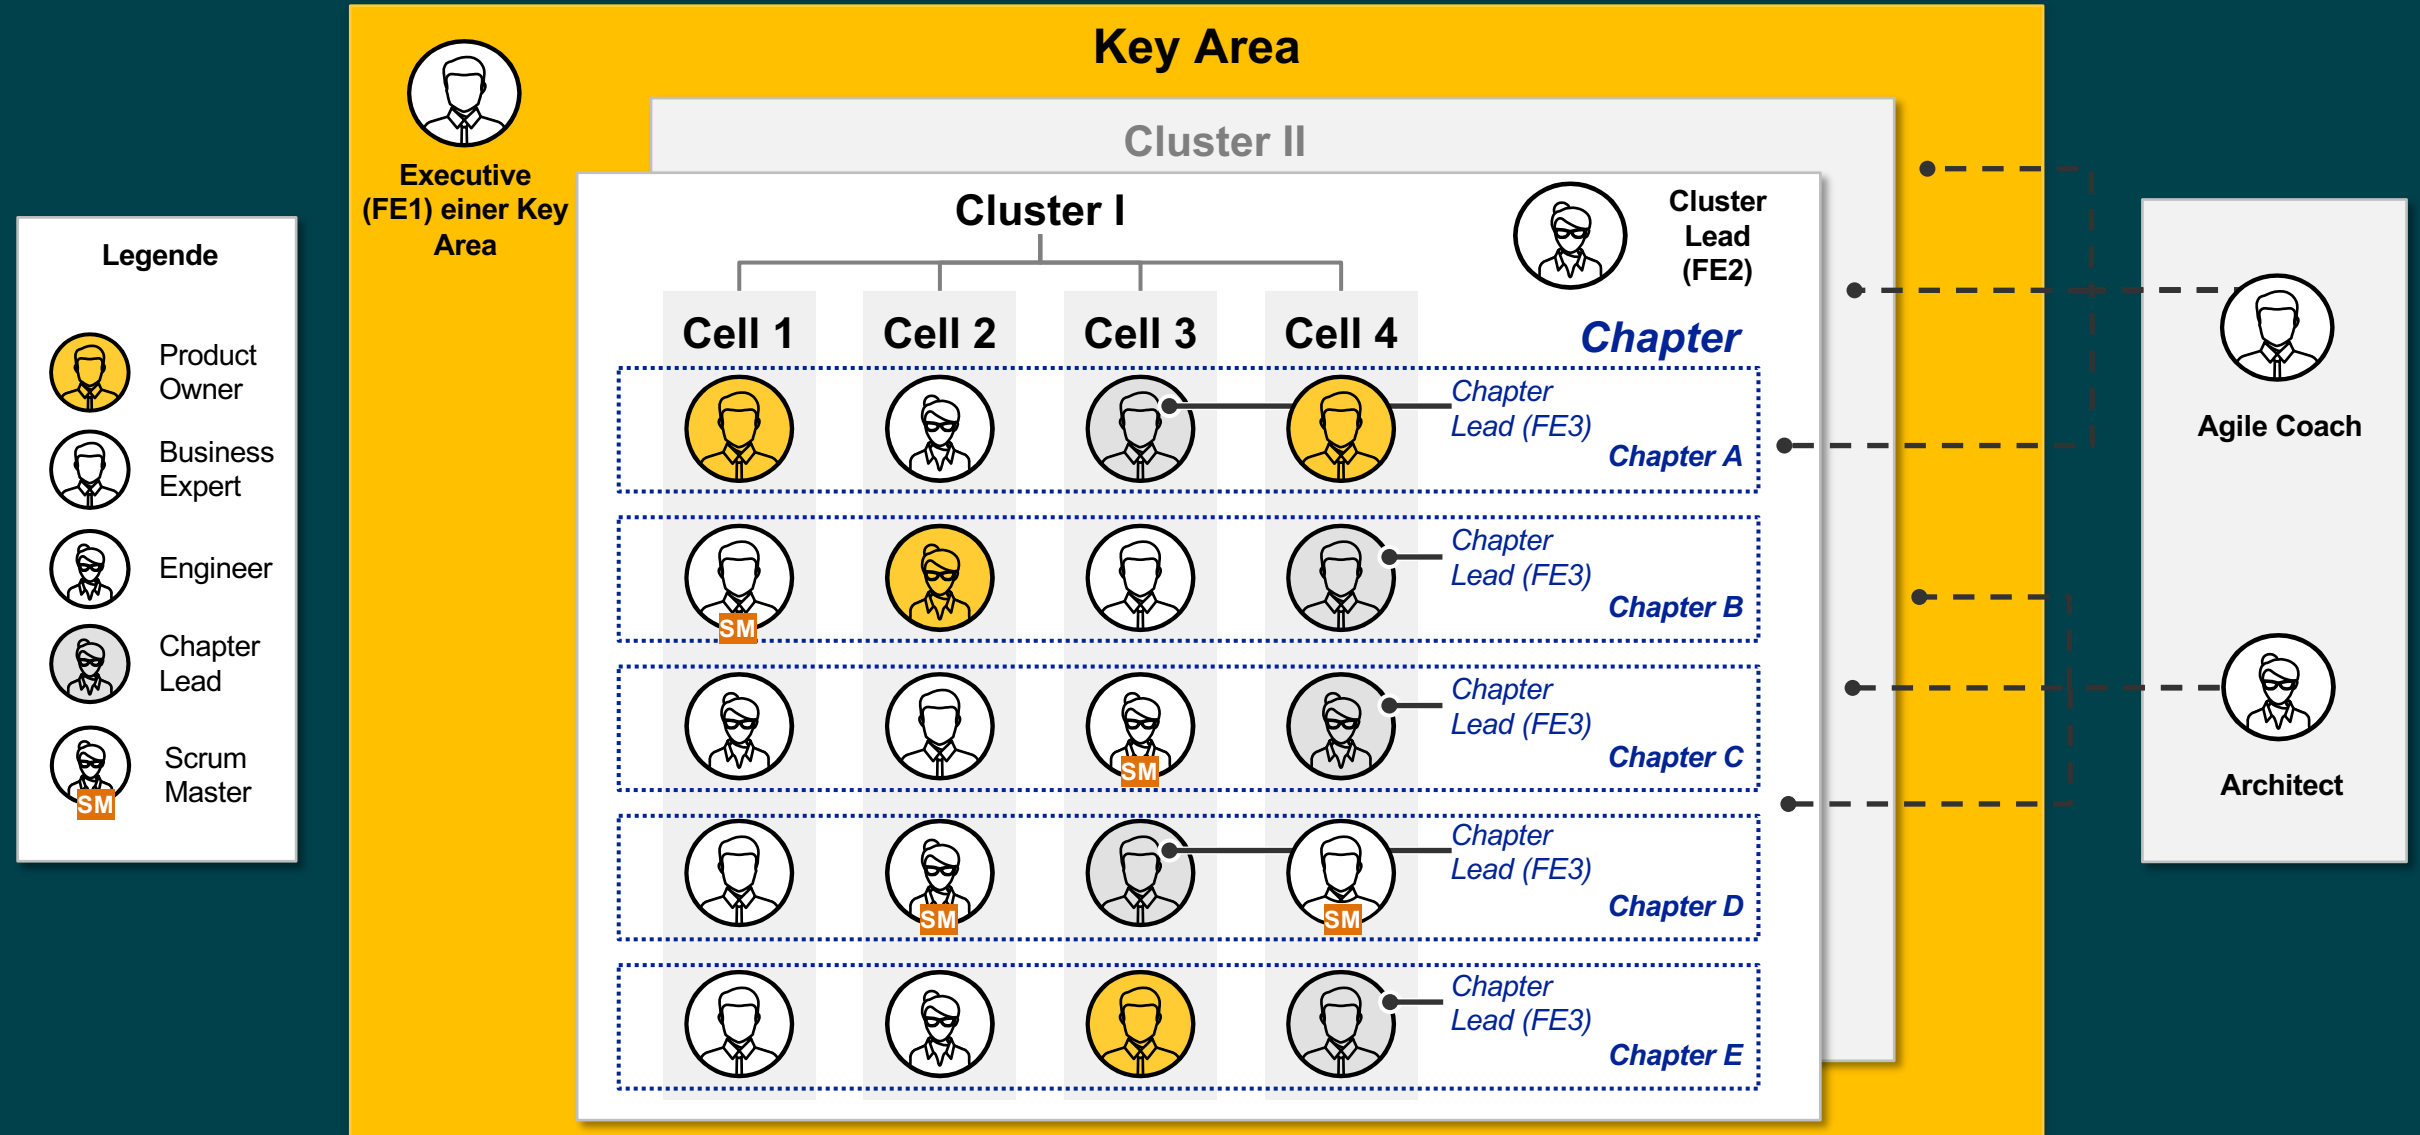 Key Area
Executive
(FE1) einer Key
Area
Cluster II
Cluster I
Cluster
Lead
(FE2)
Legende
Product
Owner
Business
Expert
Engineer
Chapter
Lead
Scrum
Master
SM
Cell 1
Cell 2
Cell 3
Cell 4
Chapter
Chapter
Lead (FE3)
Chapter A
Chapter
Lead (FE3)
Chapter B
SM
Chapter
Lead (FE3)
Chapter C
SM
Chapter
Lead (FE3)
Chapter D
SM
SM
Chapter
Lead (FE3)
Chapter E
Agile Coach
Architect